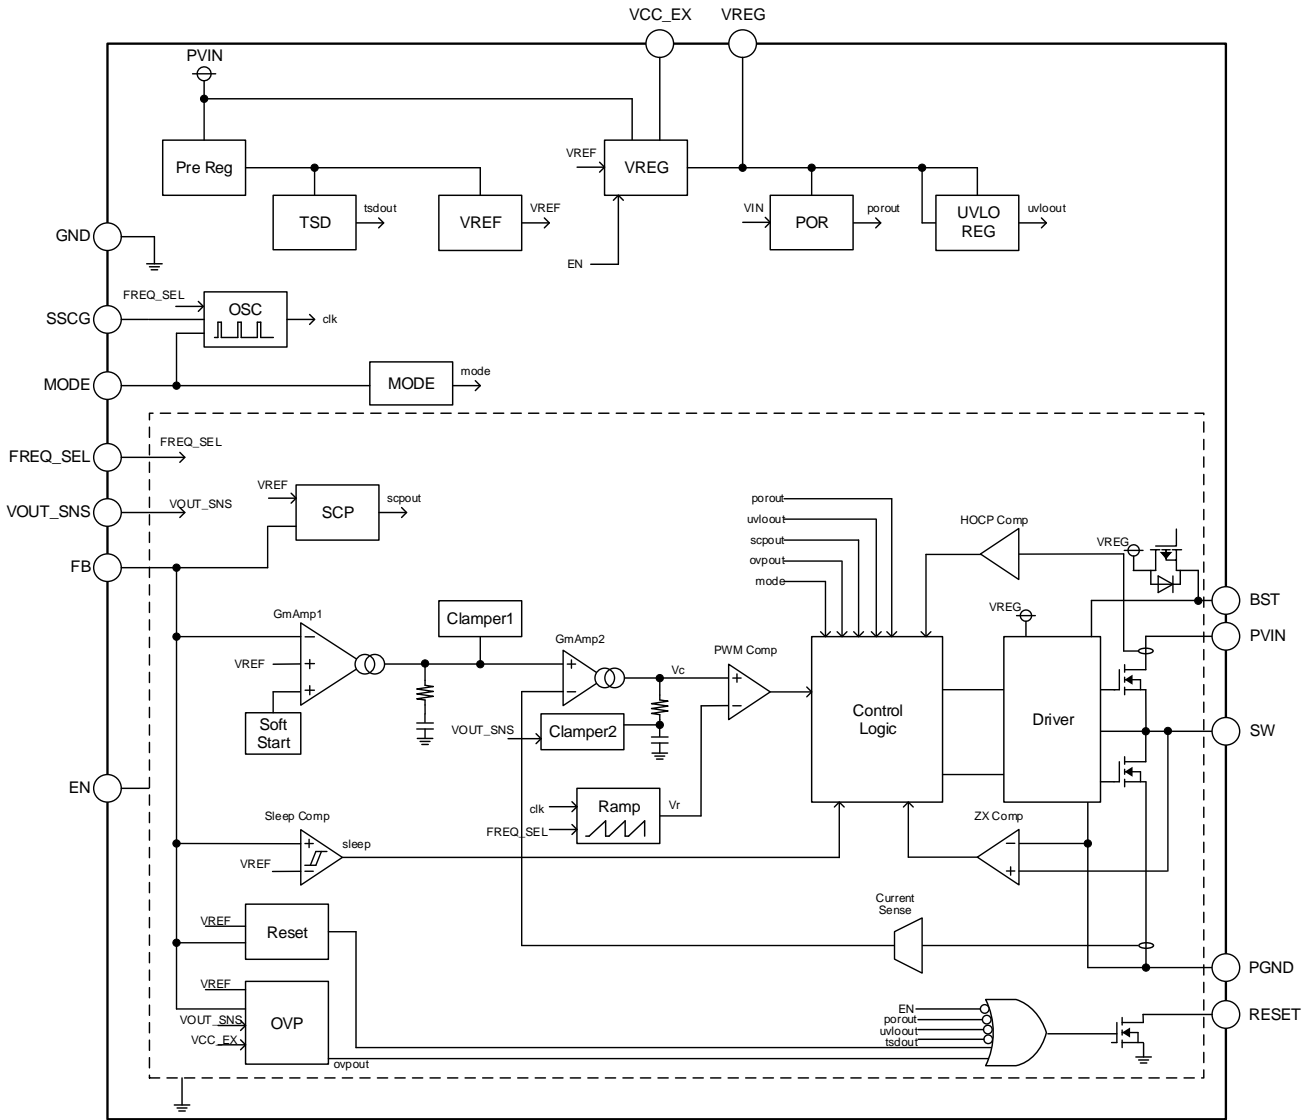 VCC_EX
VREG
PVIN
Pre Reg
VREF
VREG
TSD
tsdout
VREF
VREF
VIN
POR
porout
UVLO
REG
uvloout
GND
EN
FREQ_SEL
SSCG
OSC
clk
MODE
MODE
mode
FREQ_SEL
FREQ_SEL
VOUT_SNS
VOUT_SNS
VREF
SCP
scpout
FB
porout
uvloout
scpout
ovpout
mode
HOCP Comp
VREG
BST
PVIN
GmAmp1
Clamper1
GmAmp2
PWM Comp
VREG
VREF
Vc
Soft
Start
VOUT_SNS
Clamper2
Control
Logic
Driver
SW
EN
clk
FREQ_SEL
Ramp
Vr
Sleep Comp
sleep
VREF
ZX Comp
Current
Sense
VREF
Reset
PGND
VREF
VOUT_SNS
VCC_EX
OVP
ovpout
EN
porout
uvloout
tsdout
RESET